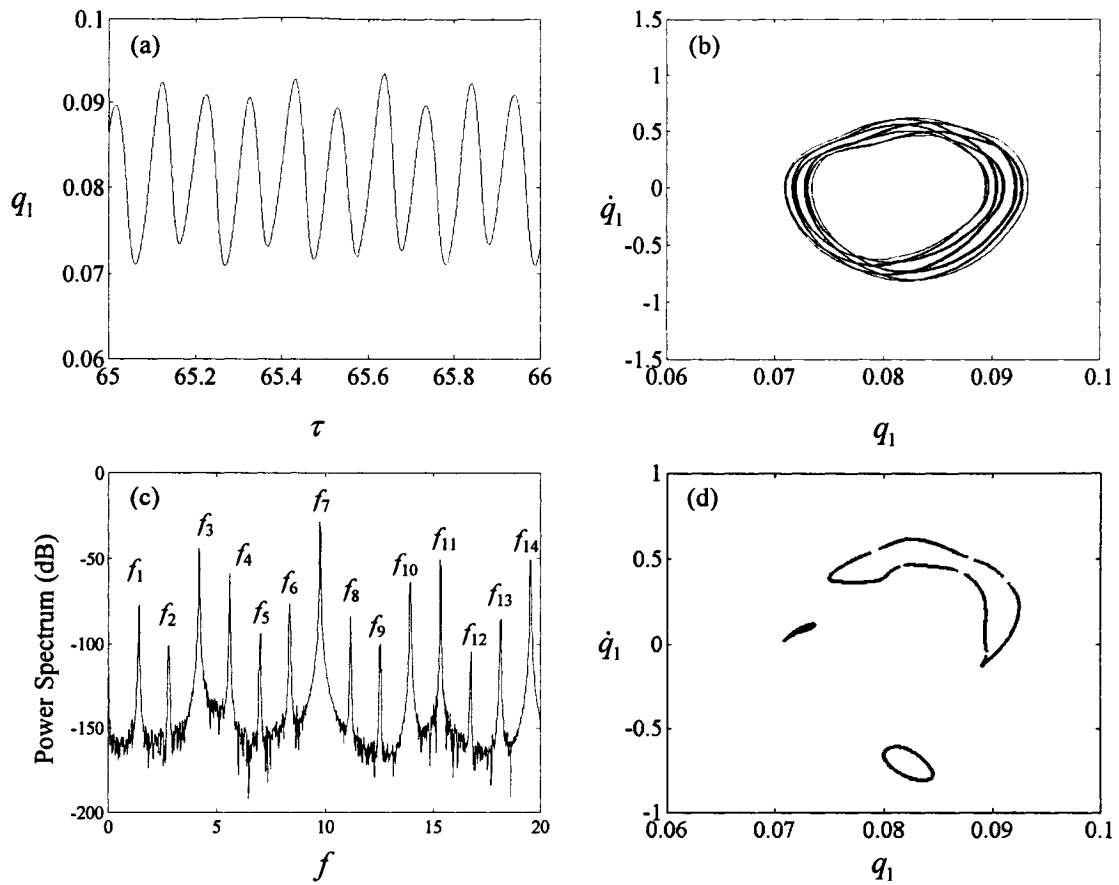 (a)
0.1
0.09
0.08
0.07
0.06
q₁
65 65.2 65.4 65.6 65.8 66
τ
(b)
1.5
1
0.5
0
-0.5
-1
-1.5
q̇₁
0.06 0.07 0.08 0.09 0.1
q₁
(c)
0
-50
-100
-150
-200
Power Spectrum (dB)
f₁ f₂ f₃ f₄ f₅ f₆ f₇ f₈ f₉ f₁₀ f₁₁ f₁₂ f₁₃ f₁₄
0 5 10 15 20
f
(d)
1
0.5
0
-0.5
-1
q̇₁
0.06 0.07 0.08 0.09 0.1
q₁